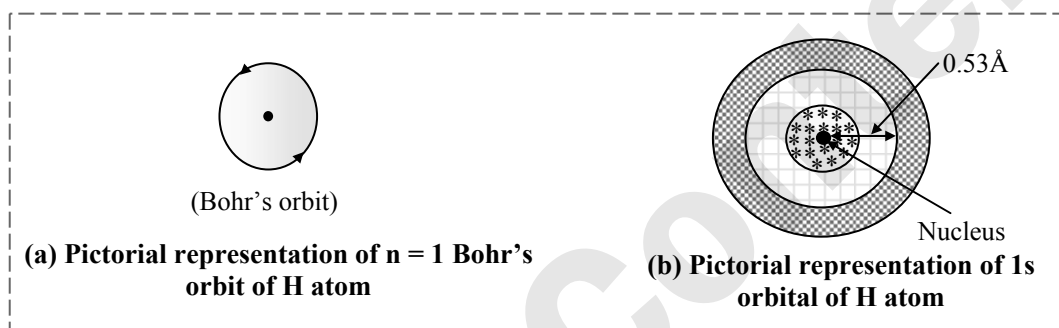 0.53Å
(Bohr’s orbit)
Nucleus
(a) Pictorial representation of n = 1 Bohr’s
orbit of H atom
(b) Pictorial representation of 1s
orbital of H atom